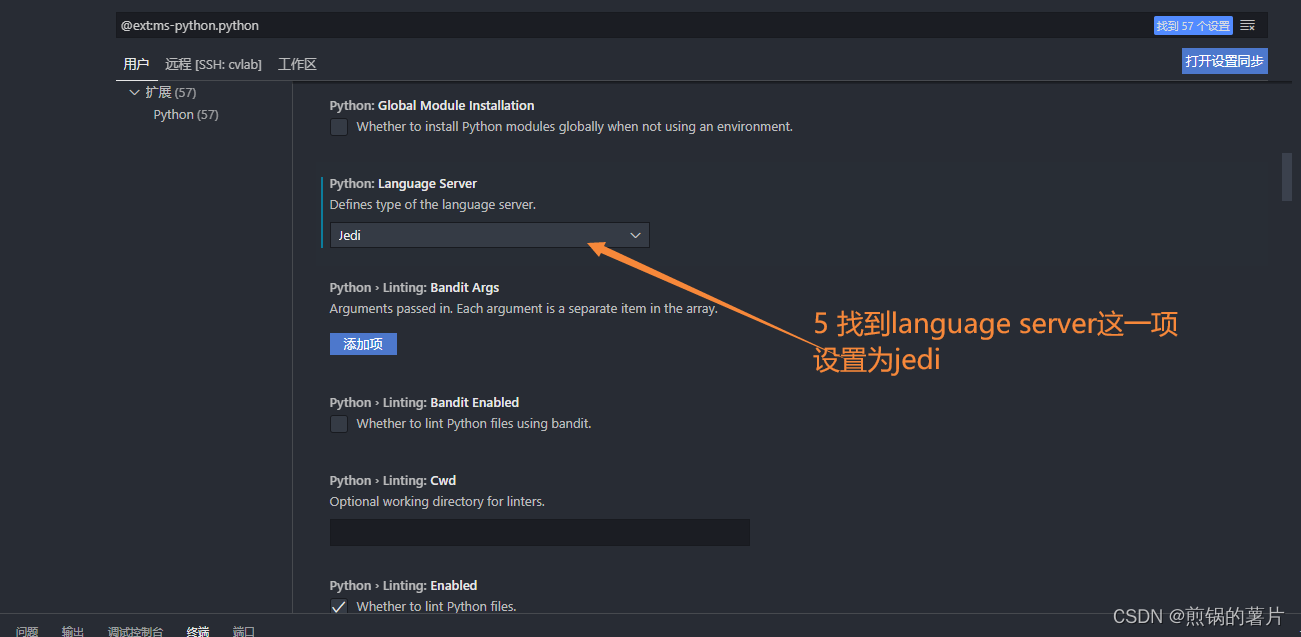 @ext:ms-python.python
找到 57 个设置
用户 远程 [SSH: cvlab] 工作区
打开设置同步
扩展 (57)
Python (57)
Python: Global Module Installation
Whether to install Python modules globally when not using an environment.
Python: Language Server
Defines type of the language server.
Jedi
Python › Linting: Bandit Args
Arguments passed in. Each argument is a separate item in the array.
添加项
5 找到language server这一项
设置为jedi
Python › Linting: Bandit Enabled
Whether to lint Python files using bandit.
Python › Linting: Cwd
Optional working directory for linters.
Python › Linting: Enabled
Whether to lint Python files.
问题 输出 调试控制台 终端 端口
CSDN @煎锅的薯片